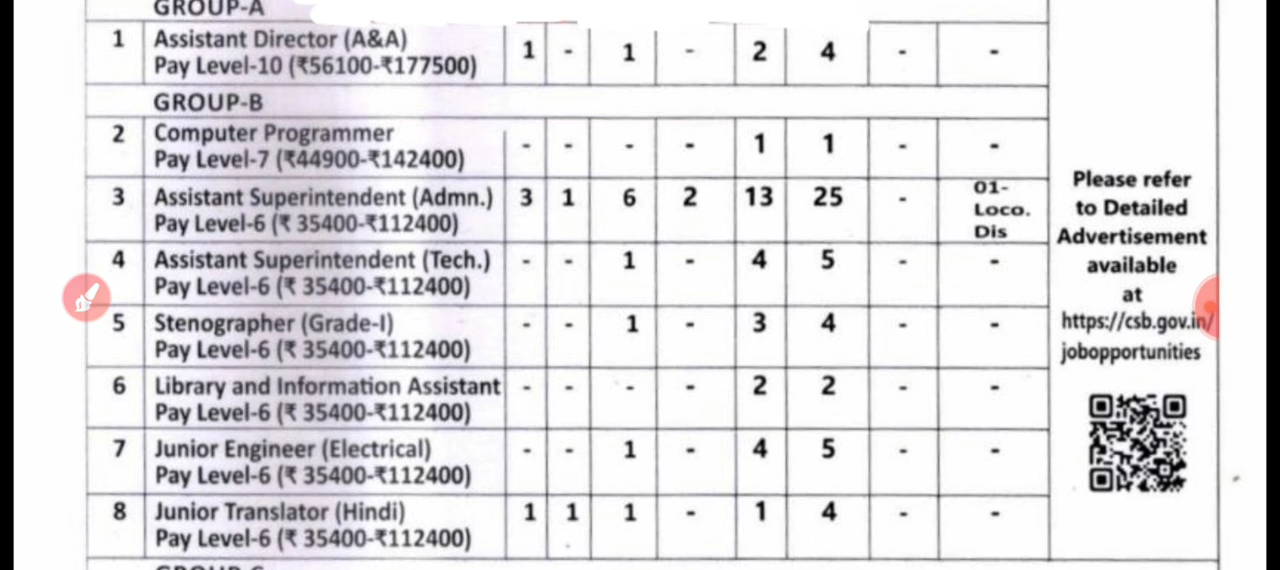 GROUP-A
1 Assistant Director (A&A) 1 - 1 - 2 4 - -
Pay Level-10 (₹56100-₹177500)
GROUP-B
2 Computer Programmer - - - - 1 1 - -
Pay Level-7 (₹44900-₹142400)
3 Assistant Superintendent (Admn.) 3 1 6 2 13 25 - 01-
Loco.
Dis
Pay Level-6 (₹ 35400-₹112400)
4 Assistant Superintendent (Tech.) - - 1 - 4 5 - -
Pay Level-6 (₹ 35400-₹112400)
5 Stenographer (Grade-I) - - 1 - 3 4 - -
Pay Level-6 (₹ 35400-₹112400)
6 Library and Information Assistant - - - - 2 2 - -
Pay Level-6 (₹ 35400-₹112400)
7 Junior Engineer (Electrical) - - 1 - 4 5 - -
Pay Level-6 (₹ 35400-₹112400)
8 Junior Translator (Hindi) 1 1 1 - 1 4 - -
Pay Level-6 (₹ 35400-₹112400)
Please refer
to Detailed
Advertisement
available
at
https://csb.gov.in/
jobopportunities